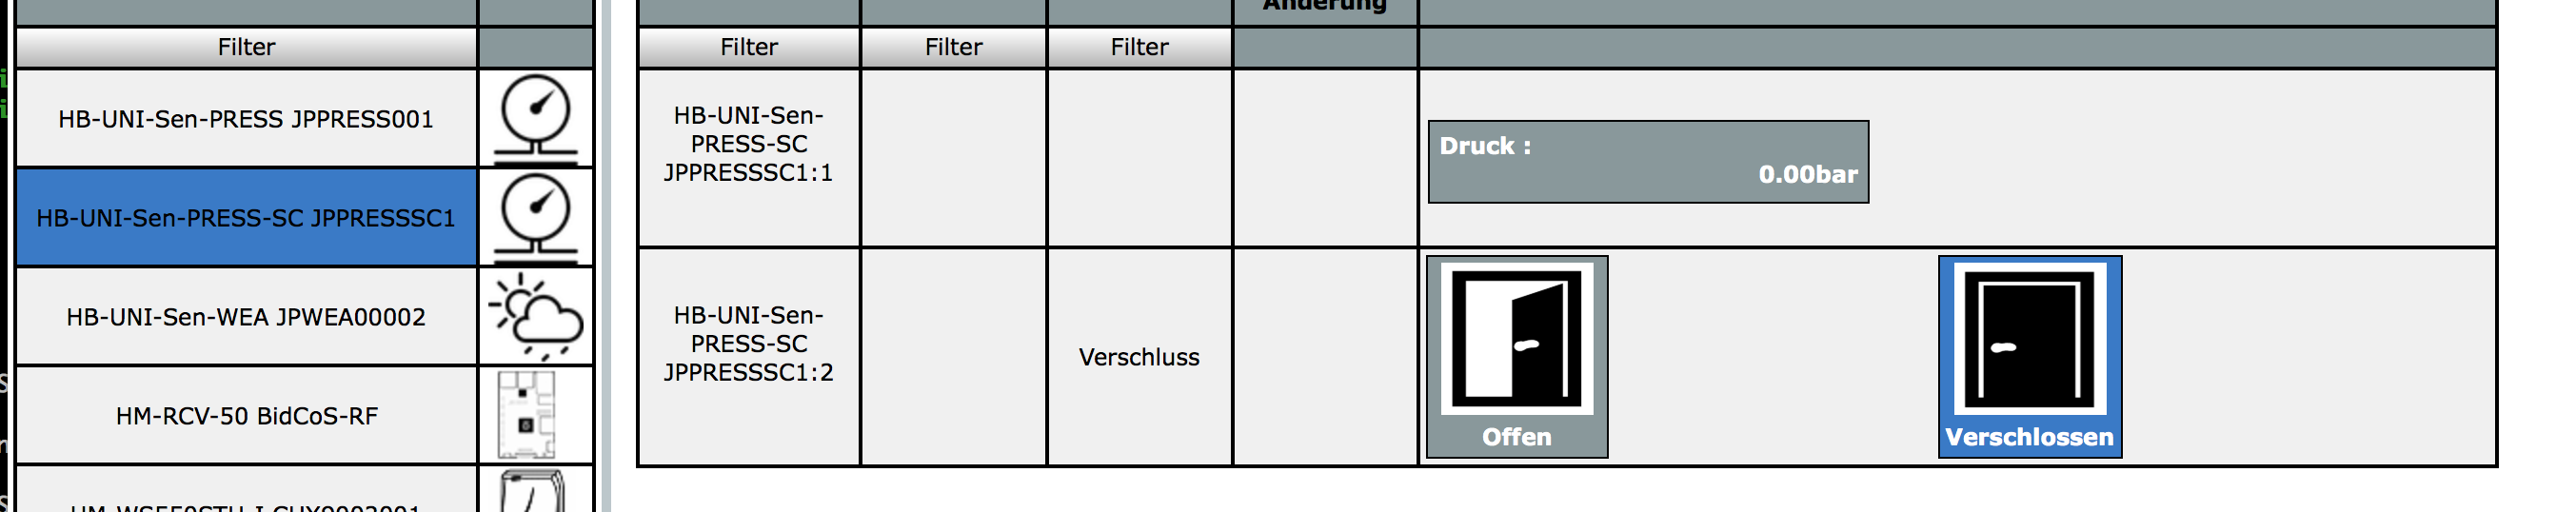 Änderung
Filter
Filter
Filter
Filter
HB-UNI-Sen-PRESS JPPRESS001
HB-UNI-Sen-PRESS-SC JPPRESSSC1
HB-UNI-Sen-WEA JPWEA00002
HM-RCV-50 BidCoS-RF
HB-UNI-Sen-
PRESS-SC
JPPRESSSC1:1
Druck :
0.00bar
HB-UNI-Sen-
PRESS-SC
JPPRESSSC1:2
Verschluss
Offen
Verschlossen